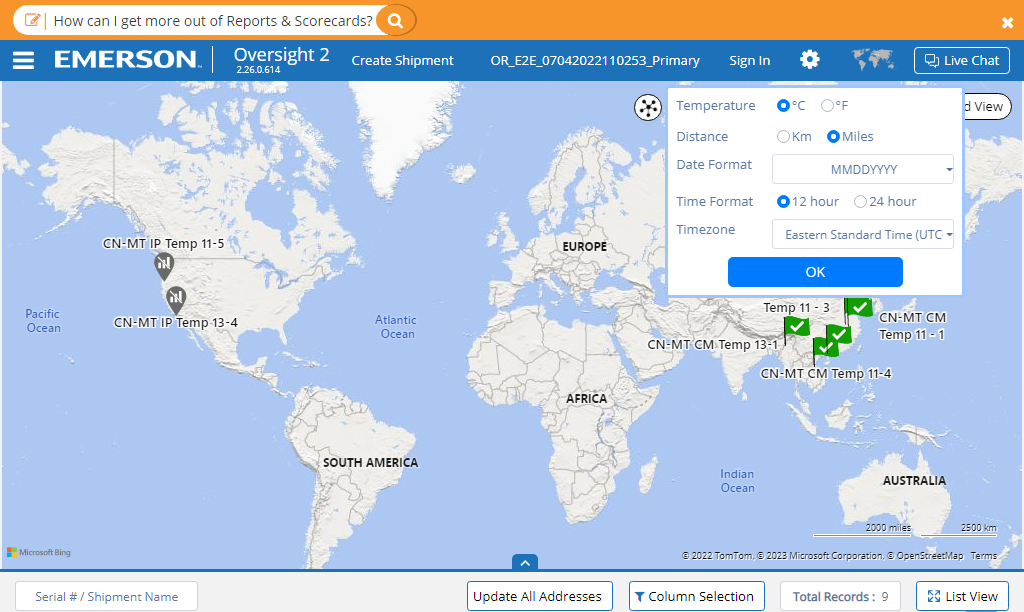 How can I get more out of Reports & Scorecards?
EMERSON
Oversight 2
2.26.0.614
Create Shipment
OR_E2E_07042022110253_Primary
Sign In
Live Chat
Temperature
°C
°F
d View
Distance
Km
Miles
Date Format
MMDDYYYY
Time Format
12 hour
24 hour
Timezone
Eastern Standard Time (UTC
OK
CN-MT IP Temp 11-5
CN-MT IP Temp 13-4
Pacific
Ocean
Atlantic
Ocean
EUROPE
AFRICA
SOUTH AMERICA
Temp 11 - 3
CN-MT CM
Temp 11 - 1
CN-MT CM Temp 13-1
CN-MT CM Temp 11-4
Indian
Ocean
AUSTRALIA
2000 miles
2500 km
Microsoft Bing
© 2022 TomTom, © 2023 Microsoft Corporation, © OpenStreetMap Terms
Serial # / Shipment Name
Update All Addresses
Column Selection
Total Records : 9
List View